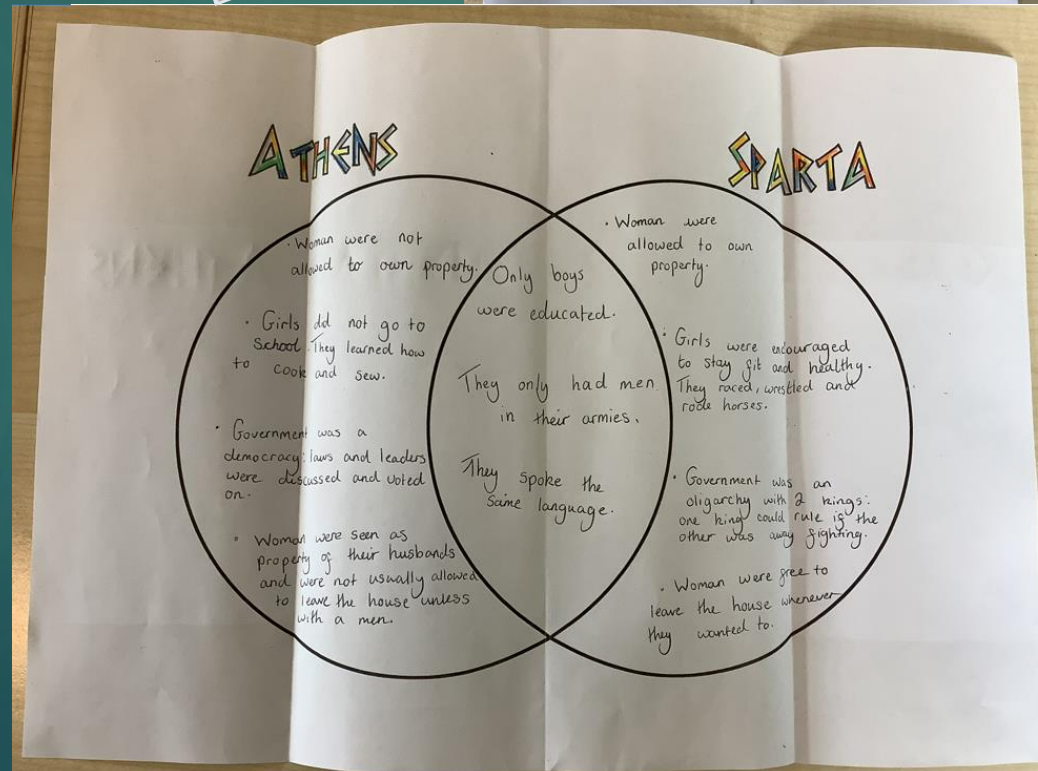 ATHENS
SPARTA
· Woman were not
allowed to own property.
· Girls did not go to
School. They learned how
to cook and sew.
· Government was a
democracy: laws and leaders
were discussed and voted
on.
· Woman were seen as
property of their husbands
and were not usually allowed
to leave the house unless
with a men.
Only boys
were educated.
They only had men
in their armies.
They spoke the
same language.
· Woman were
allowed to own
property.
· Girls were encouraged
to stay fit and healthy.
They raced, wrestled and
rode horses.
· Government was an
oligarchy with 2 kings:
one king could rule if the
other was away fighting.
· Woman were free to
leave the house whenever
they wanted to.